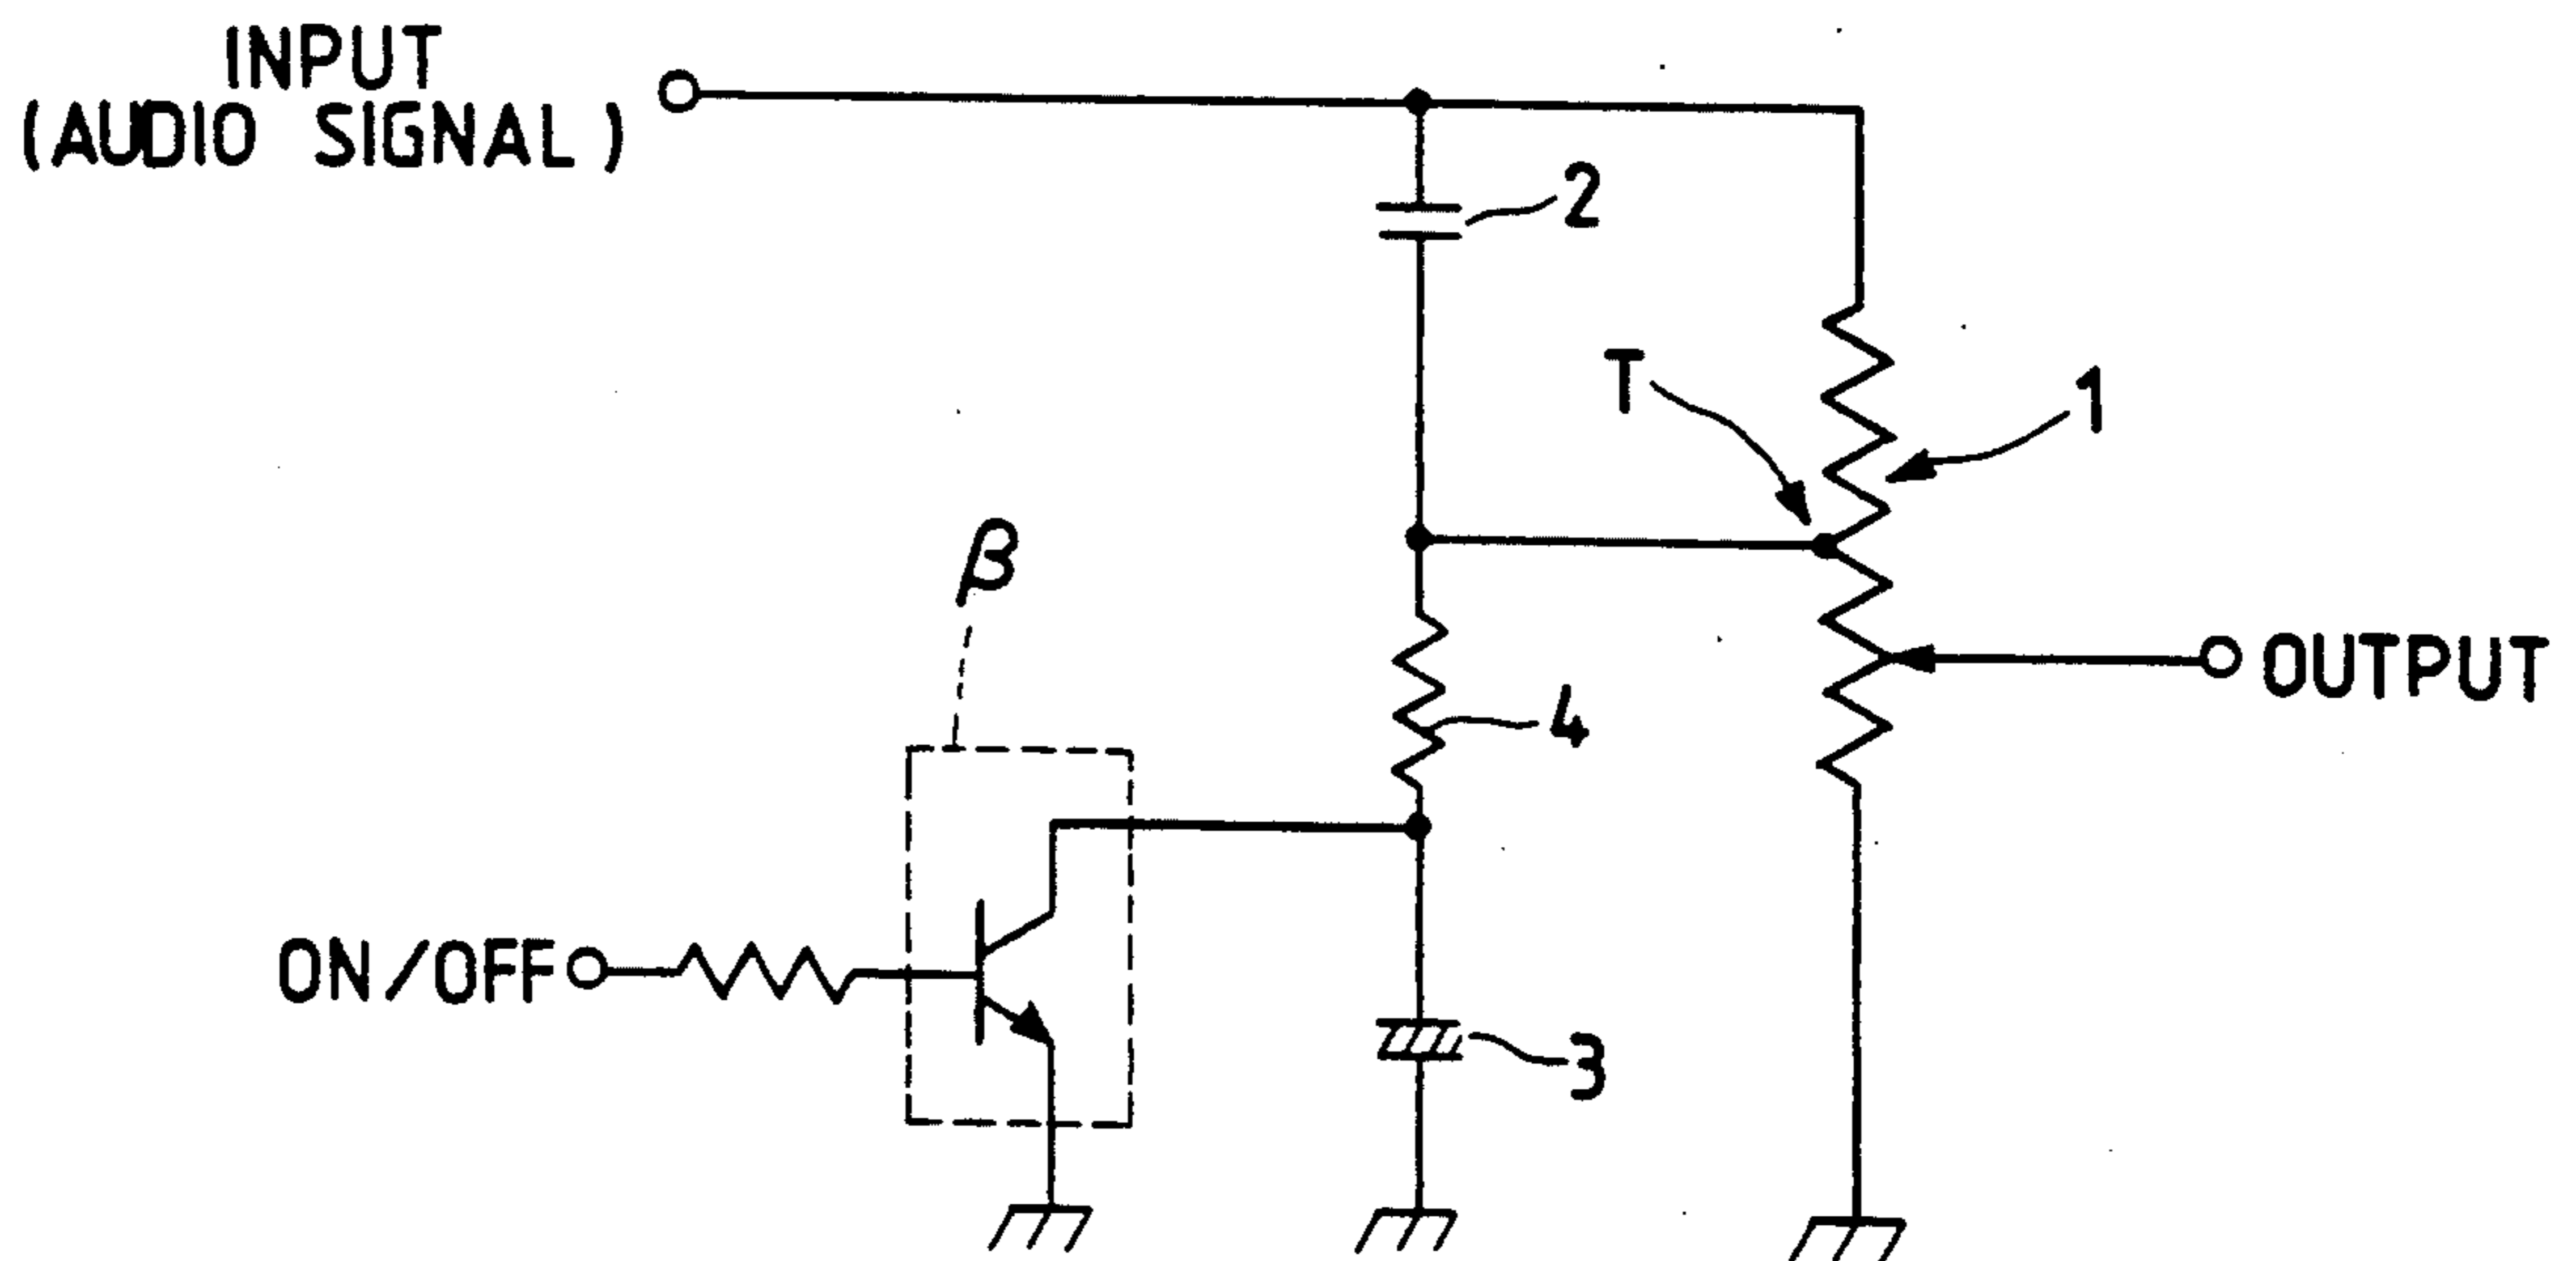 INPUT
(AUDIO SIGNAL)
2
T
1
β
OUTPUT
4
ON/OFF
3